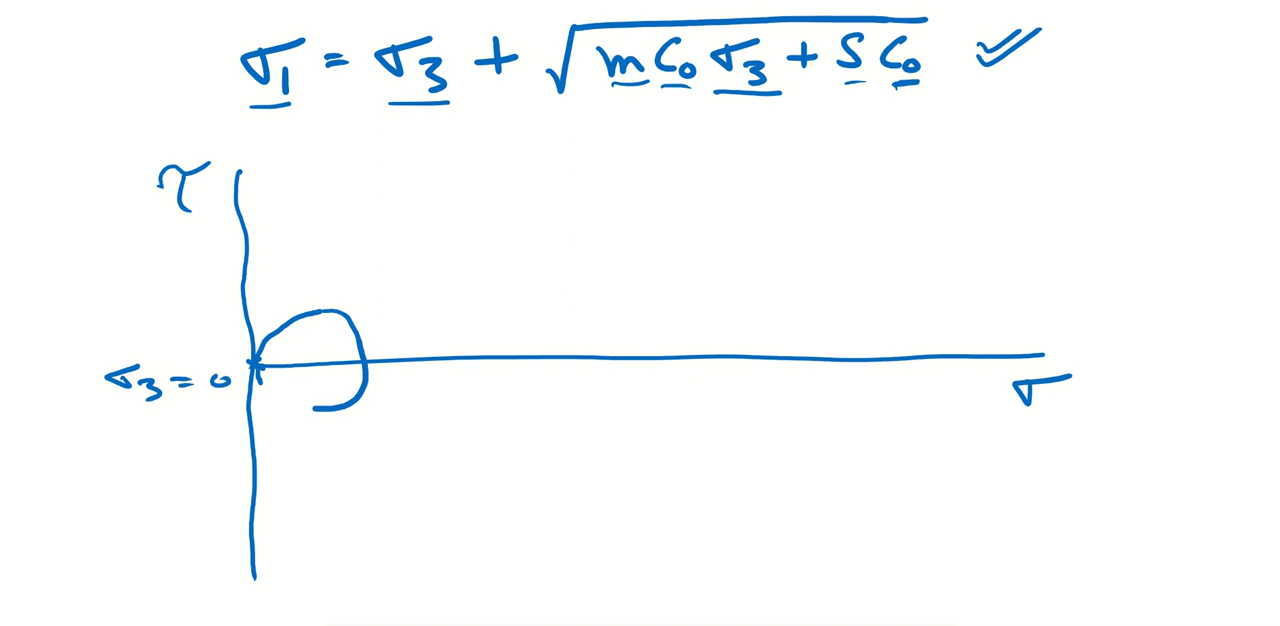 σ1 = σ3 + √(m C0 σ3 + S C0)
τ
σ3 = 0
σ